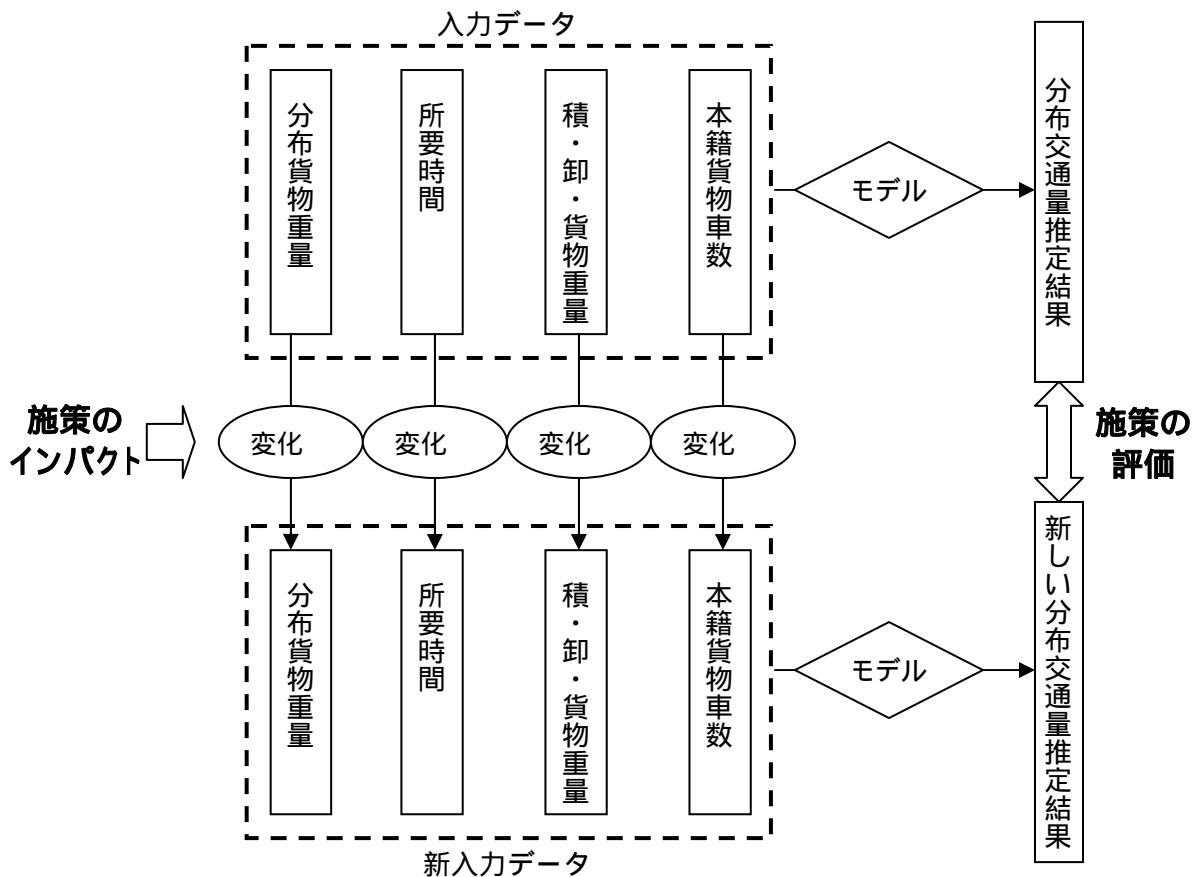 入力データ
分布貨物重量
所要時間
積・卸・貨物重量
本籍貨物車数
モデル
分布交通量推定結果
施策の
インパクト
変化
変化
変化
変化
施策の
評価
分布貨物重量
所要時間
積・卸・貨物重量
本籍貨物車数
モデル
新しい分布交通量推定結果
新入力データ